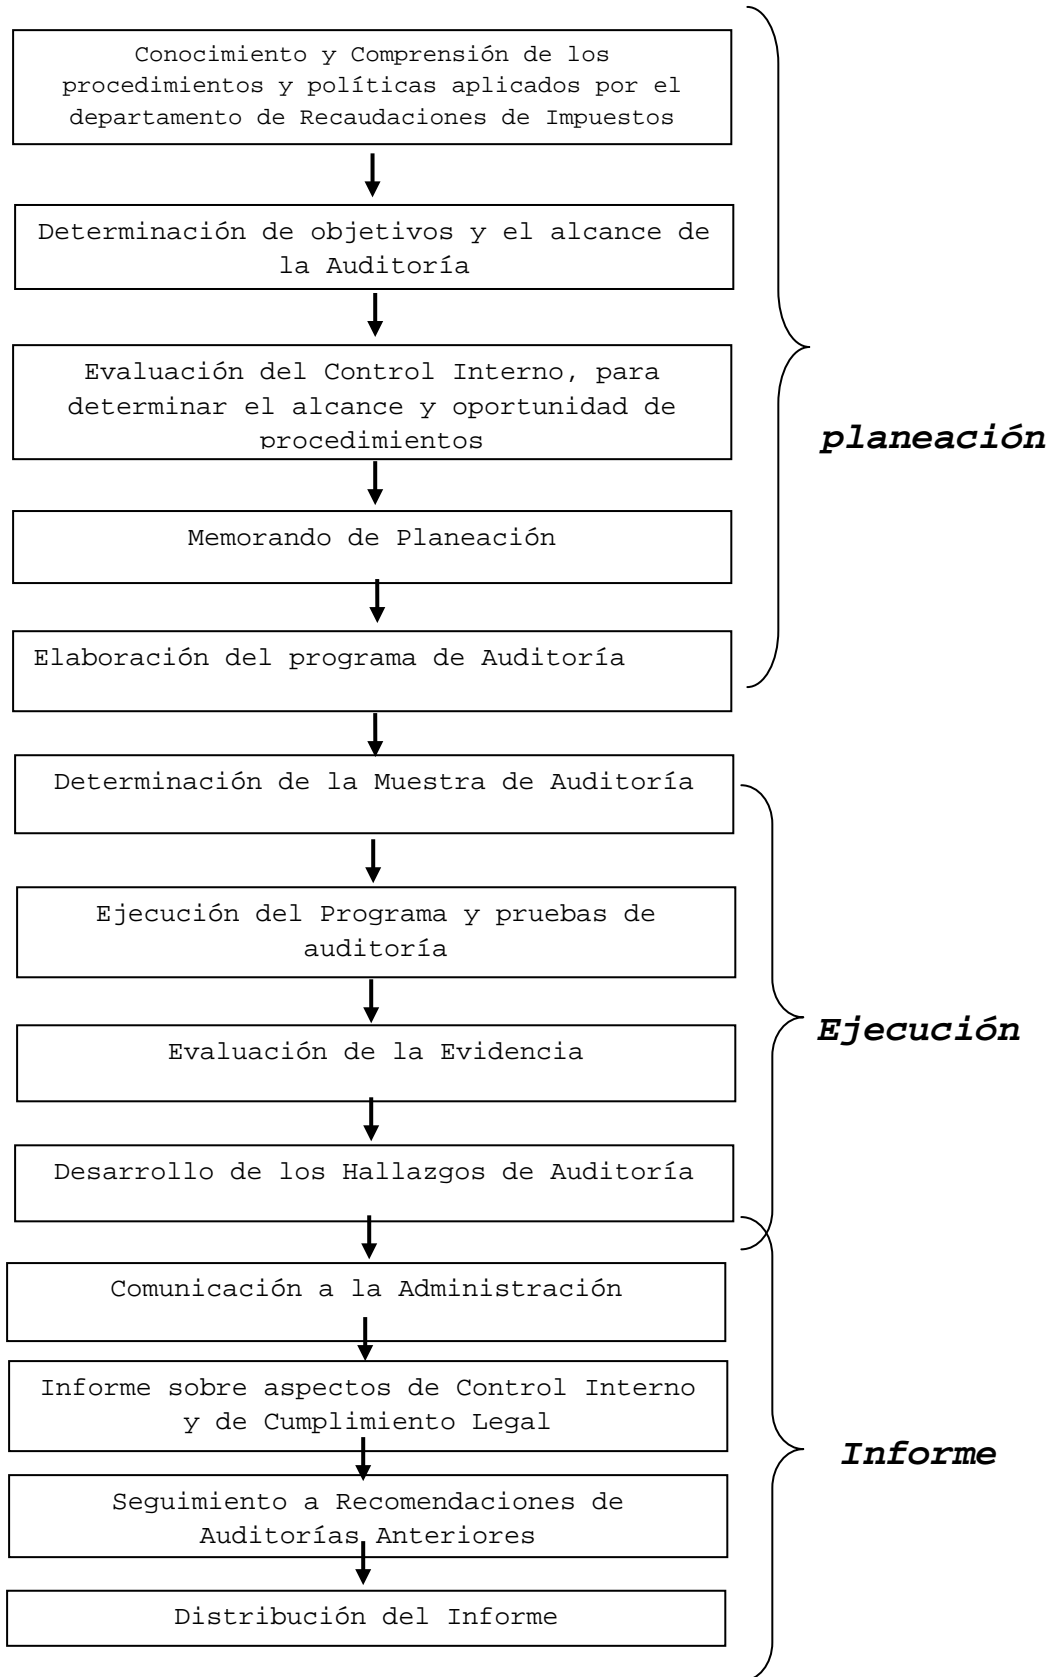 Conocimiento y Comprensión de los
procedimientos y políticas aplicados por el
departamento de Recaudaciones de Impuestos
Determinación de objetivos y el alcance de
la Auditoría
Evaluación del Control Interno, para
determinar el alcance y oportunidad de
procedimientos
planeación
Memorando de Planeación
Elaboración del programa de Auditoría
Determinación de la Muestra de Auditoría
Ejecución del Programa y pruebas de
auditoría
Ejecución
Evaluación de la Evidencia
Desarrollo de los Hallazgos de Auditoría
Comunicación a la Administración
Informe sobre aspectos de Control Interno
y de Cumplimiento Legal
Informe
Seguimiento a Recomendaciones de
Auditorías Anteriores
Distribución del Informe